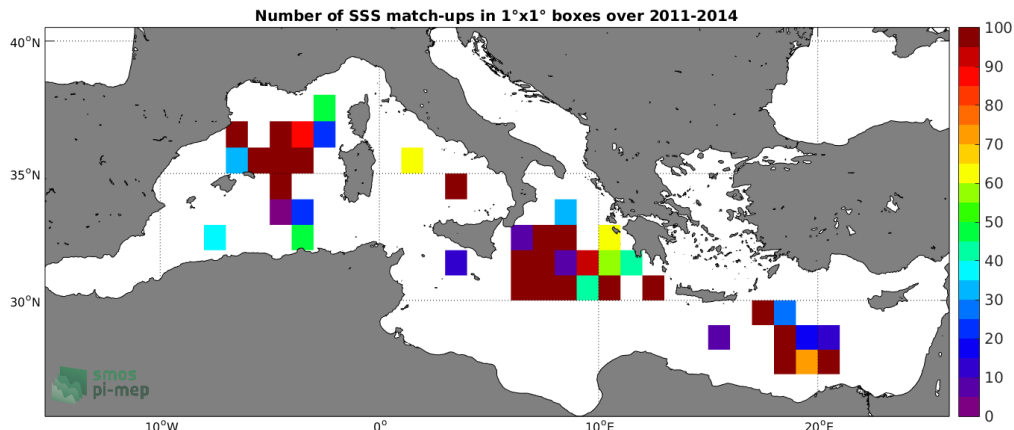 Number of SSS match-ups in 1°x1° boxes over 2011-2014
40°N
35°N
30°N
10°W
0°
10°E
20°E
100
90
80
70
60
50
40
30
20
10
0
smos
pi-mep